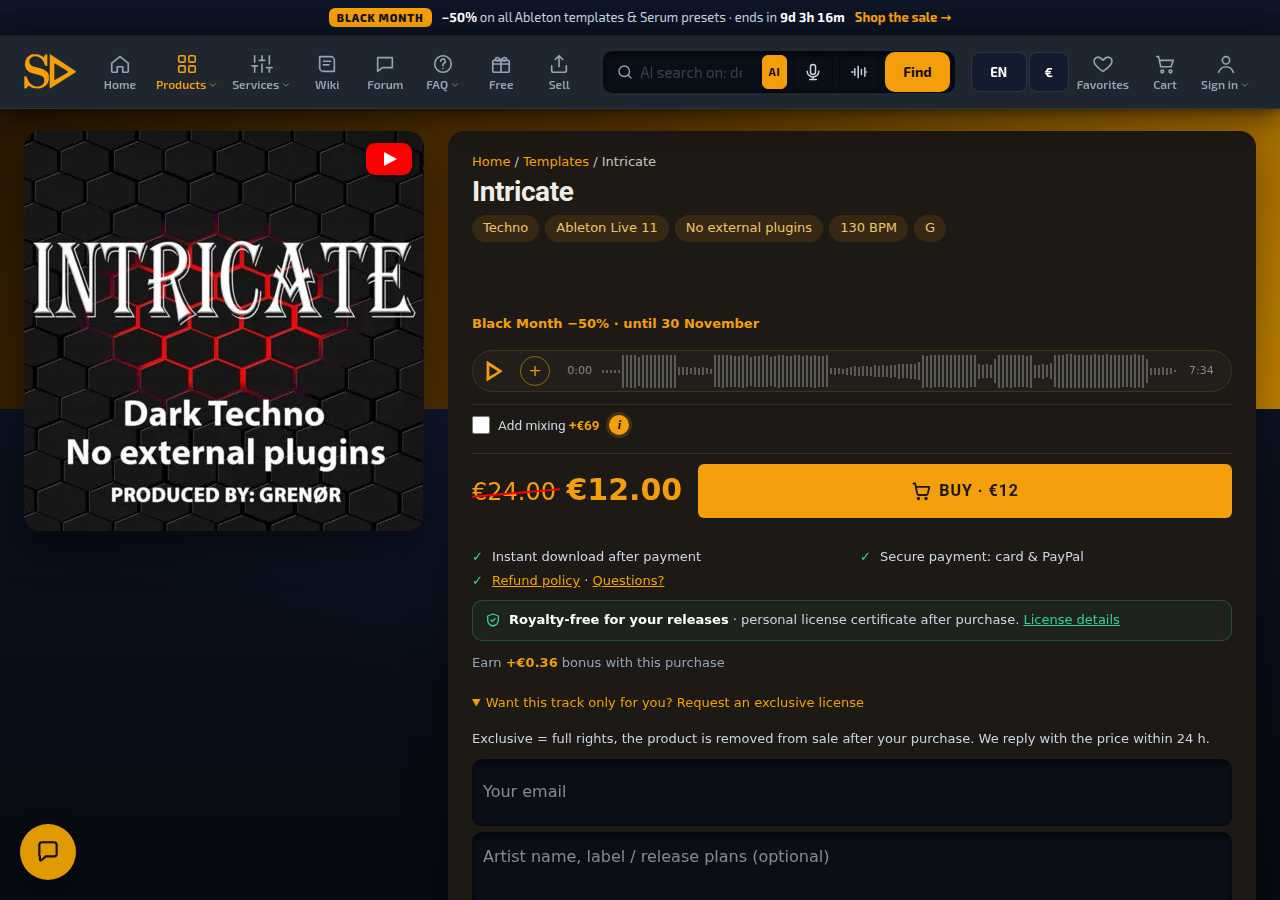 BLACK MONTH −50% on all Ableton templates & Serum presets · ends in 9d 3h 16m Shop the sale →
Home
Products
Services
Wiki
Forum
FAQ
Free
Sell
AI search on: dr
AI
Find
EN
€
Favorites
Cart
Sign in
INTRICATE
Dark Techno
No external plugins
PRODUCED BY: GRENØR
Home / Templates / Intricate
Intricate
Techno
Ableton Live 11
No external plugins
130 BPM
G
Black Month −50% · until 30 November
0:00
7:34
Add mixing +€69 i
€24.00 €12.00
BUY · €12
✓ Instant download after payment
✓ Secure payment: card & PayPal
✓ Refund policy · Questions?
Royalty-free for your releases · personal license certificate after purchase. License details
Earn +€0.36 bonus with this purchase
▼ Want this track only for you? Request an exclusive license
Exclusive = full rights, the product is removed from sale after your purchase. We reply with the price within 24 h.
Your email
Artist name, label / release plans (optional)